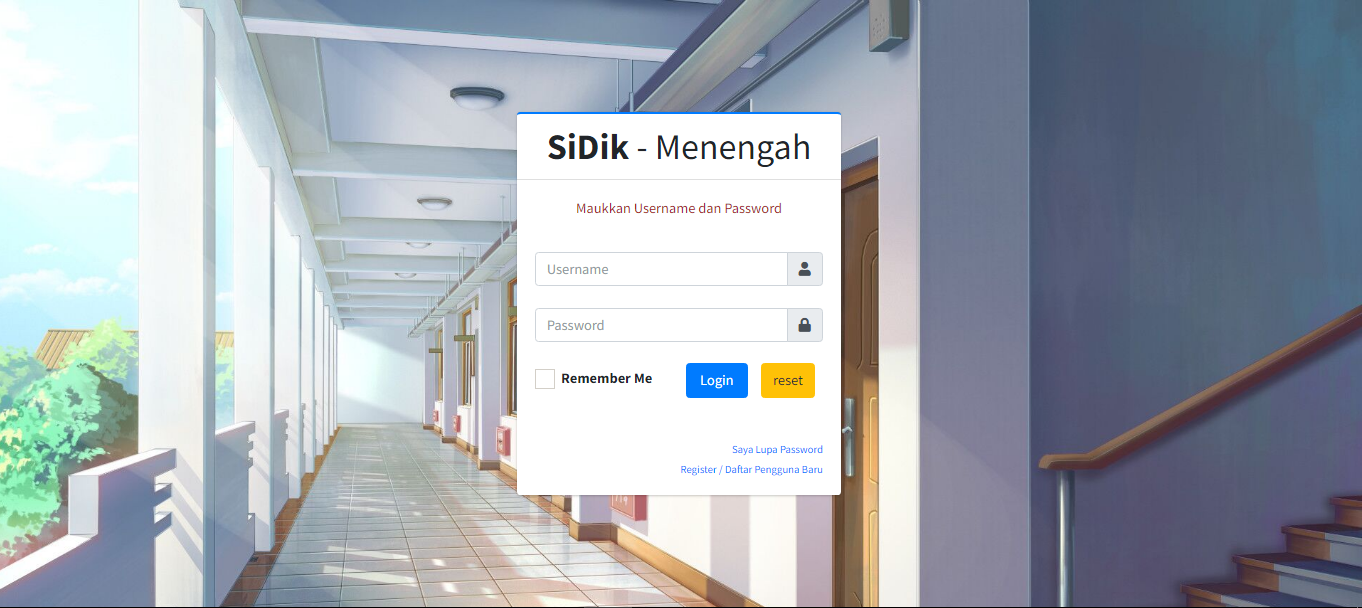 SiDik - Menengah
Maukkan Username dan Password
Username
Password
Remember Me
Login
reset
Saya Lupa Password
Register / Daftar Pengguna Baru